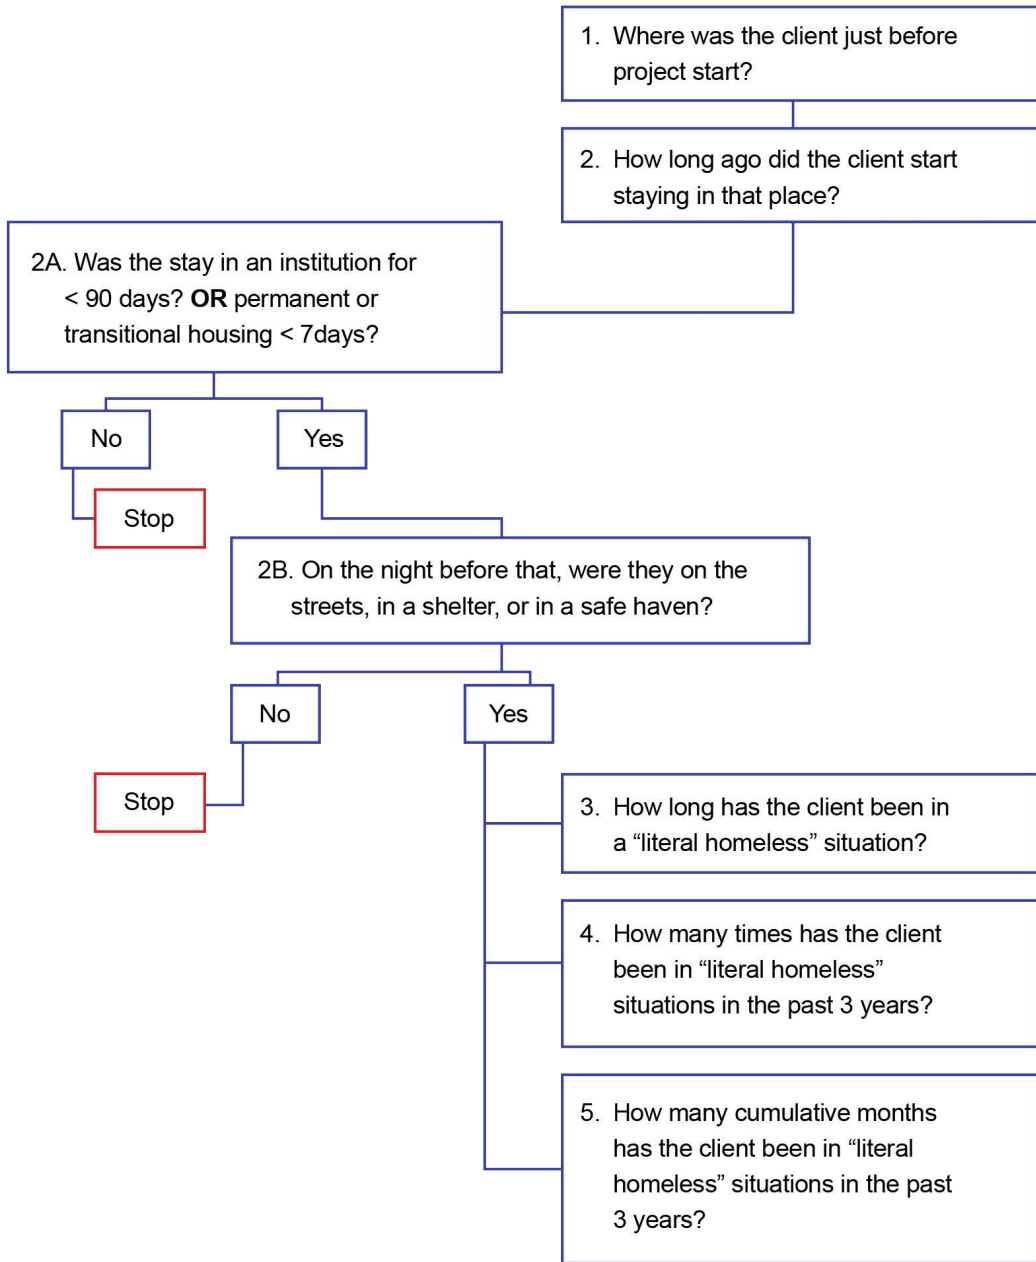 1. Where was the client just before
project start?
2. How long ago did the client start
staying in that place?
2A. Was the stay in an institution for
< 90 days? OR permanent or
transitional housing < 7days?
No
Yes
Stop
2B. On the night before that, were they on the
streets, in a shelter, or in a safe haven?
No
Yes
Stop
3. How long has the client been in
a “literal homeless” situation?
4. How many times has the client
been in “literal homeless”
situations in the past 3 years?
5. How many cumulative months
has the client been in “literal
homeless” situations in the past
3 years?